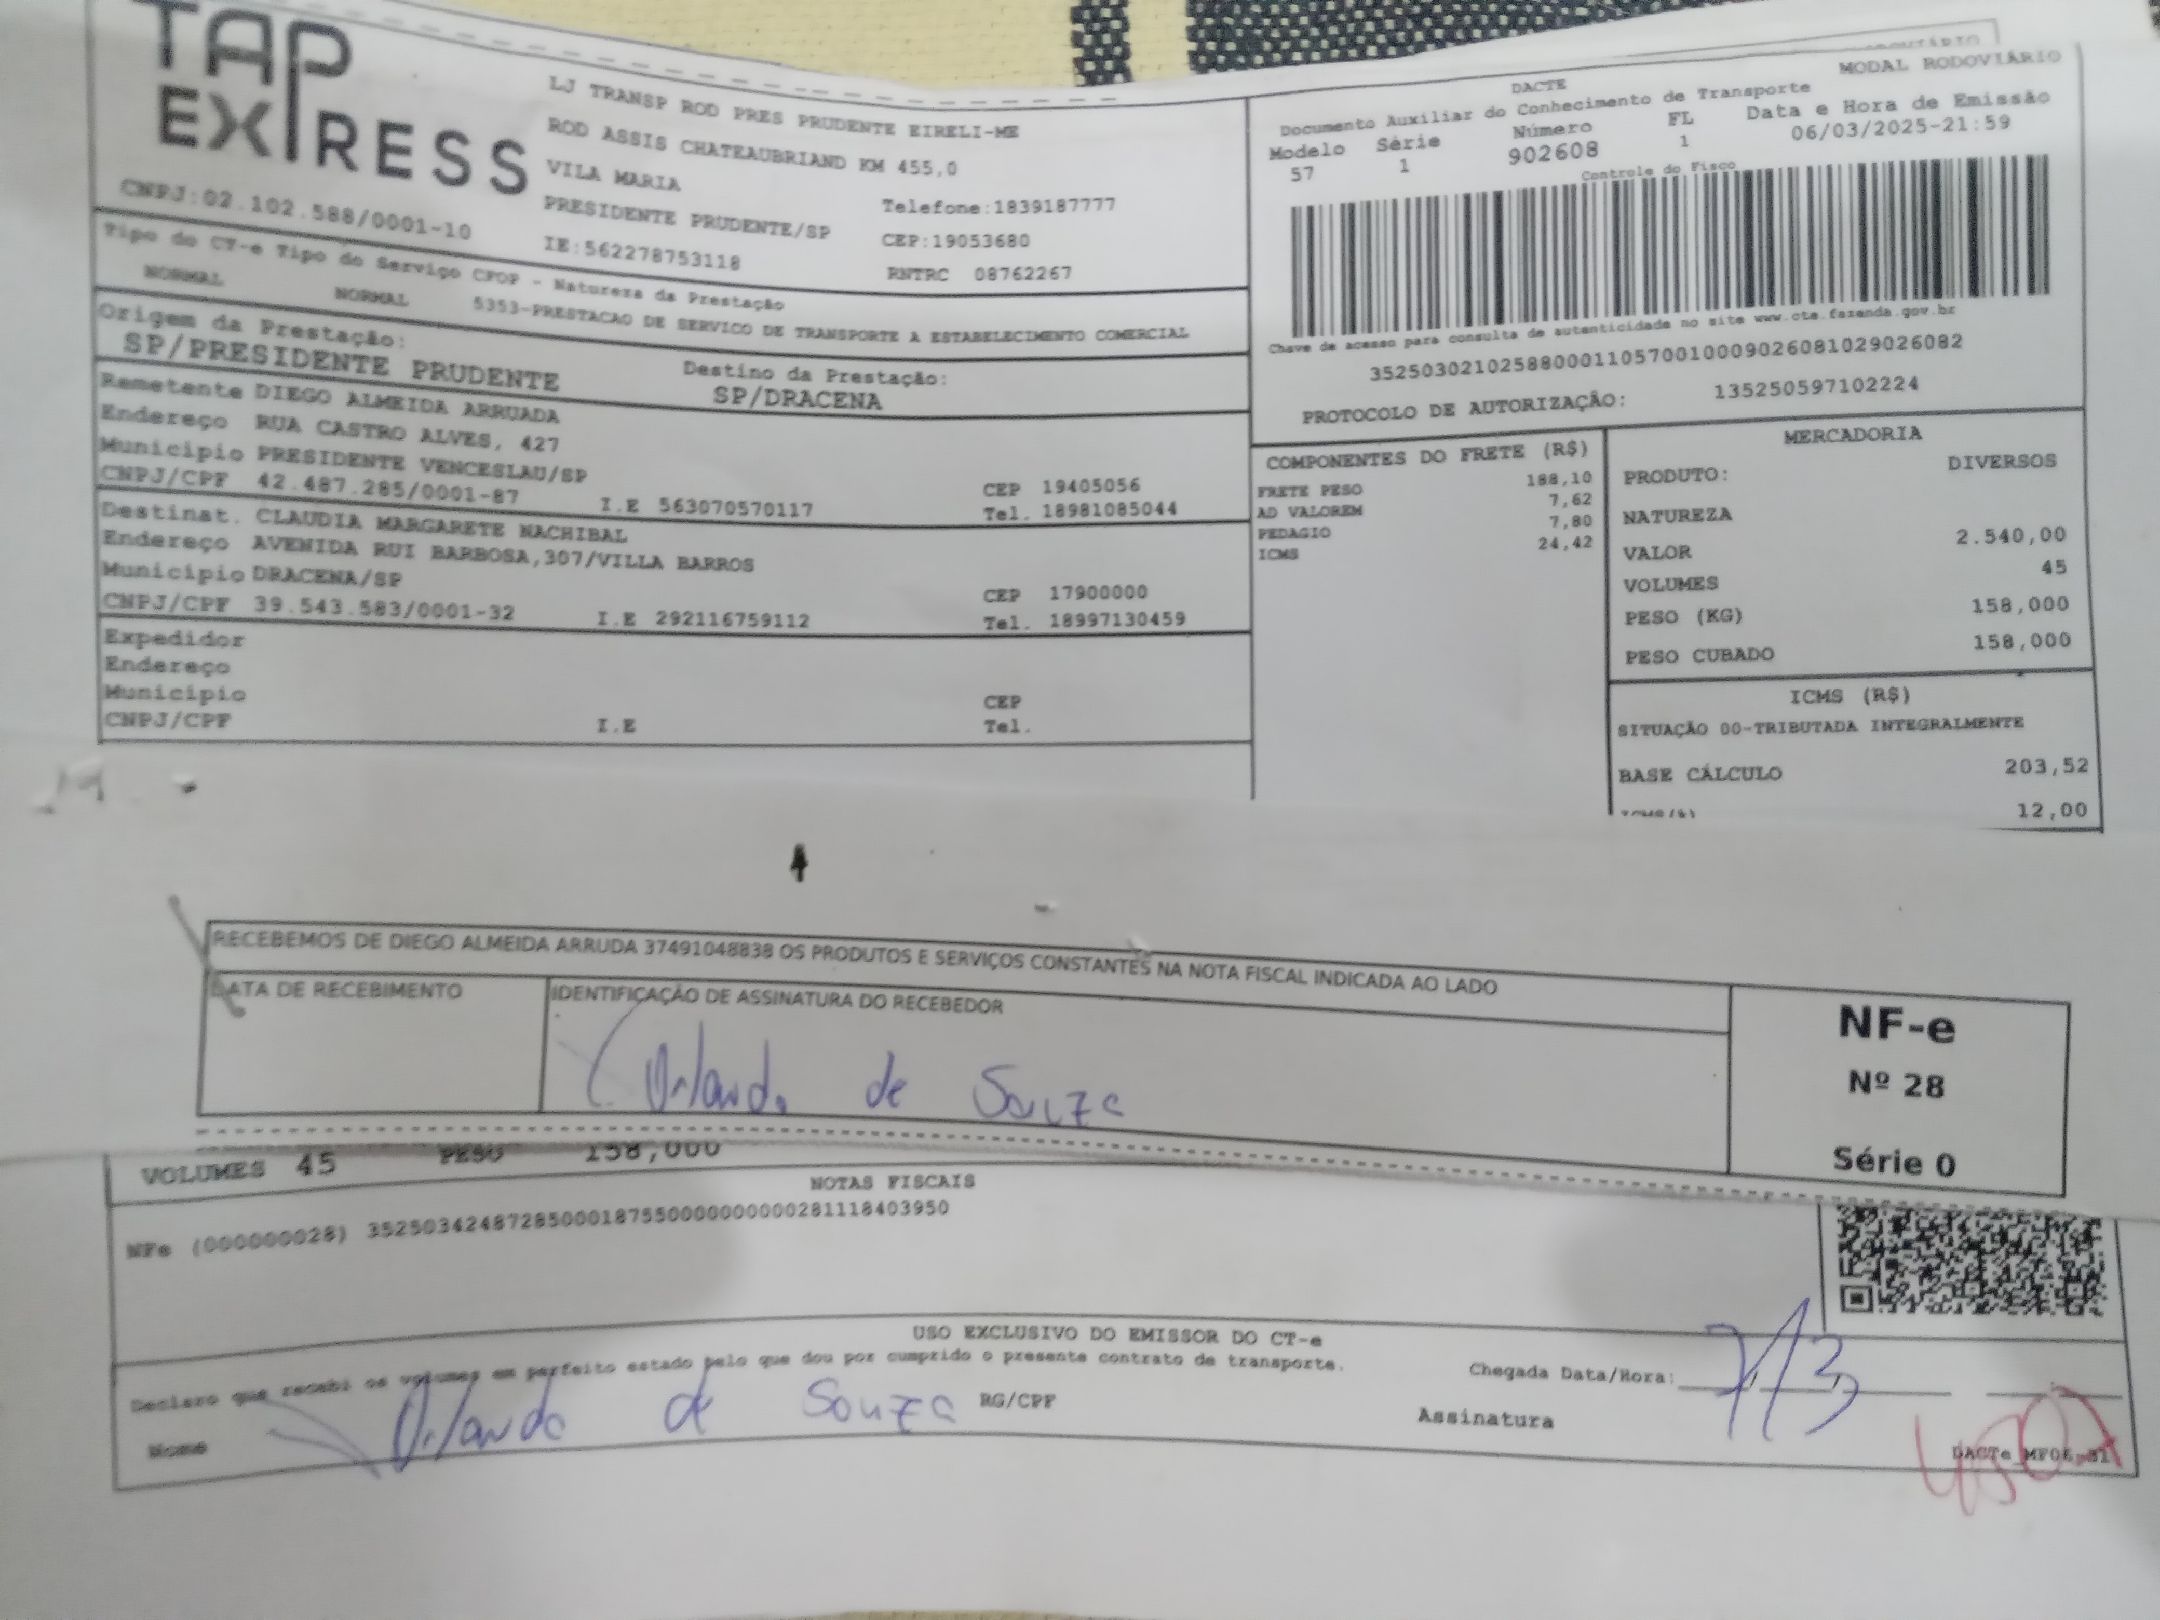 TAP EXPRESS
CNPJ:02.102.588/0001-10
LJ TRANSP ROD PRES PRUDENTE EIRELI-ME
ROD ASSIS CHATEAUBRIAND KM 455,0
VILA MARIA
PRESIDENTE PRUDENTE/SP
IE:562278753118
Telefone:1839187777
CEP:19053680
RNTRC 08762267
MODAL RODOVIÁRIO
DACTE
Documento Auxiliar do Conhecimento de Transporte
Modelo Série Número FL Data e Hora de Emissão
57 1 902608 1 06/03/2025-21:59
Controle do Fisco
Chave de acesso para consulta de autenticidade no site www.cte.fazenda.gov.br
35250302102588000110570010009026081029026082
PROTOCOLO DE AUTORIZAÇÃO: 135250597102224
Tipo do CT-e Tipo do Serviço CFOP - Natureza da Prestação
NORMAL NORMAL 5353-PRESTACAO DE SERVICO DE TRANSPORTE A ESTABELECIMENTO COMERCIAL
Origem da Prestação: Destino da Prestação:
SP/PRESIDENTE PRUDENTE SP/DRACENA
Remetente DIEGO ALMEIDA ARRUADA
Endereço RUA CASTRO ALVES, 427
Município PRESIDENTE VENCESLAU/SP CEP 19405056
CNPJ/CPF 42.487.285/0001-87 I.E 563070570117 Tel. 18981085044
Destinat. CLAUDIA MARGARETE NACHIBAL
Endereço AVENIDA RUI BARBOSA,307/VILLA BARROS
Município DRACENA/SP CEP 17900000
CNPJ/CPF 39.543.583/0001-32 I.E 292116759112 Tel. 18997130459
Expedidor
Endereço
Município CEP
CNPJ/CPF I.E Tel.
COMPONENTES DO FRETE (R$)
FRETE PESO 188,10
AD VALOREM 7,62
PEDAGIO 7,80
ICMS 24,42
MERCADORIA
PRODUTO: DIVERSOS
NATUREZA
VALOR 2.540,00
VOLUMES 45
PESO (KG) 158,000
PESO CUBADO 158,000
ICMS (R$)
SITUAÇÃO 00-TRIBUTADA INTEGRALMENTE
BASE CÁLCULO 203,52
ICMS(%) 12,00
RECEBEMOS DE DIEGO ALMEIDA ARRUDA 37491048838 OS PRODUTOS E SERVIÇOS CONSTANTES NA NOTA FISCAL INDICADA AO LADO
DATA DE RECEBIMENTO IDENTIFICAÇÃO DE ASSINATURA DO RECEBEDOR
Orlando de Souza
NF-e
Nº 28
Série 0
VOLUMES 45 PESO 158,000
NOTAS FISCAIS
NFe (000000028) 35250342487285000187550000000000281118403950
USO EXCLUSIVO DO EMISSOR DO CT-e
Declaro que recebi os volumes em perfeito estado pelo que dou por cumprido o presente contrato de transporte.
Chegada Data/Hora: 7/3
Nome Orlando de Souza RG/CPF Assinatura